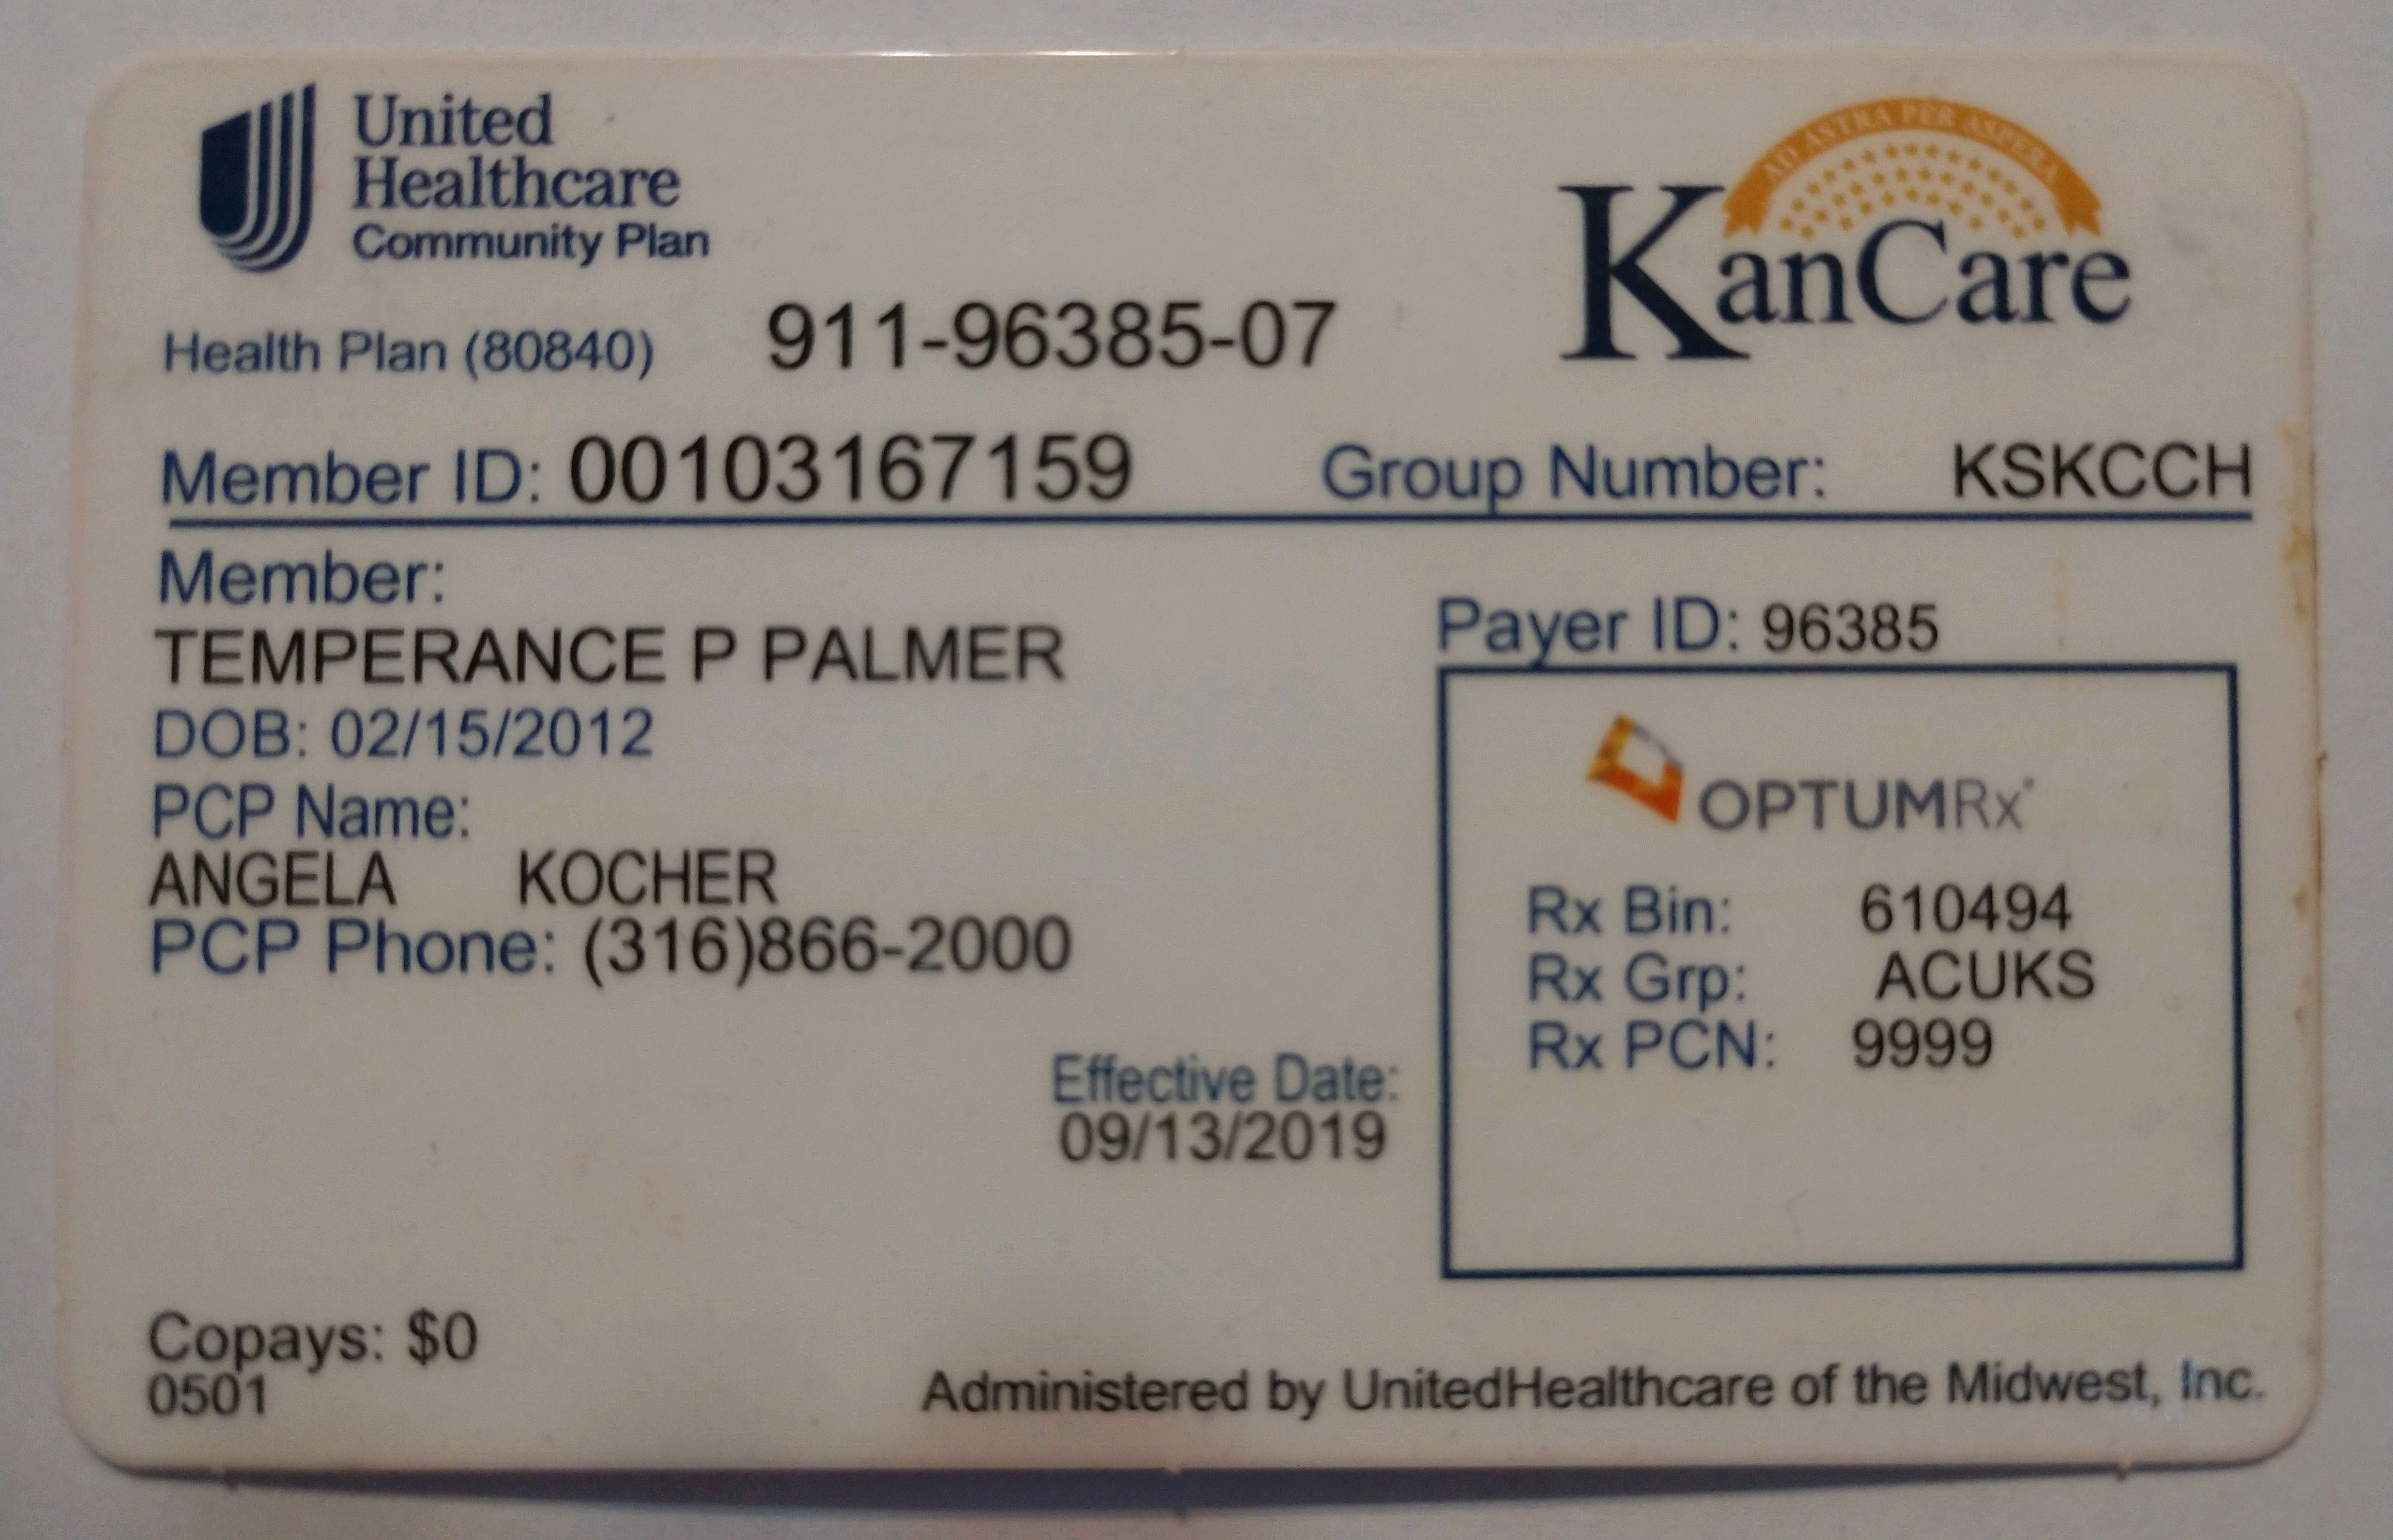 United
Healthcare
Community Plan
AD ASTRA PER ASPERA
KanCare
Health Plan (80840) 911-96385-07
Member ID: 00103167159 Group Number: KSKCCH
Member:
TEMPERANCE P PALMER
DOB: 02/15/2012
PCP Name:
ANGELA KOCHER
PCP Phone: (316)866-2000
Effective Date:
09/13/2019
Payer ID: 96385
OPTUMRx
Rx Bin: 610494
Rx Grp: ACUKS
Rx PCN: 9999
Copays: $0
0501
Administered by UnitedHealthcare of the Midwest, Inc.